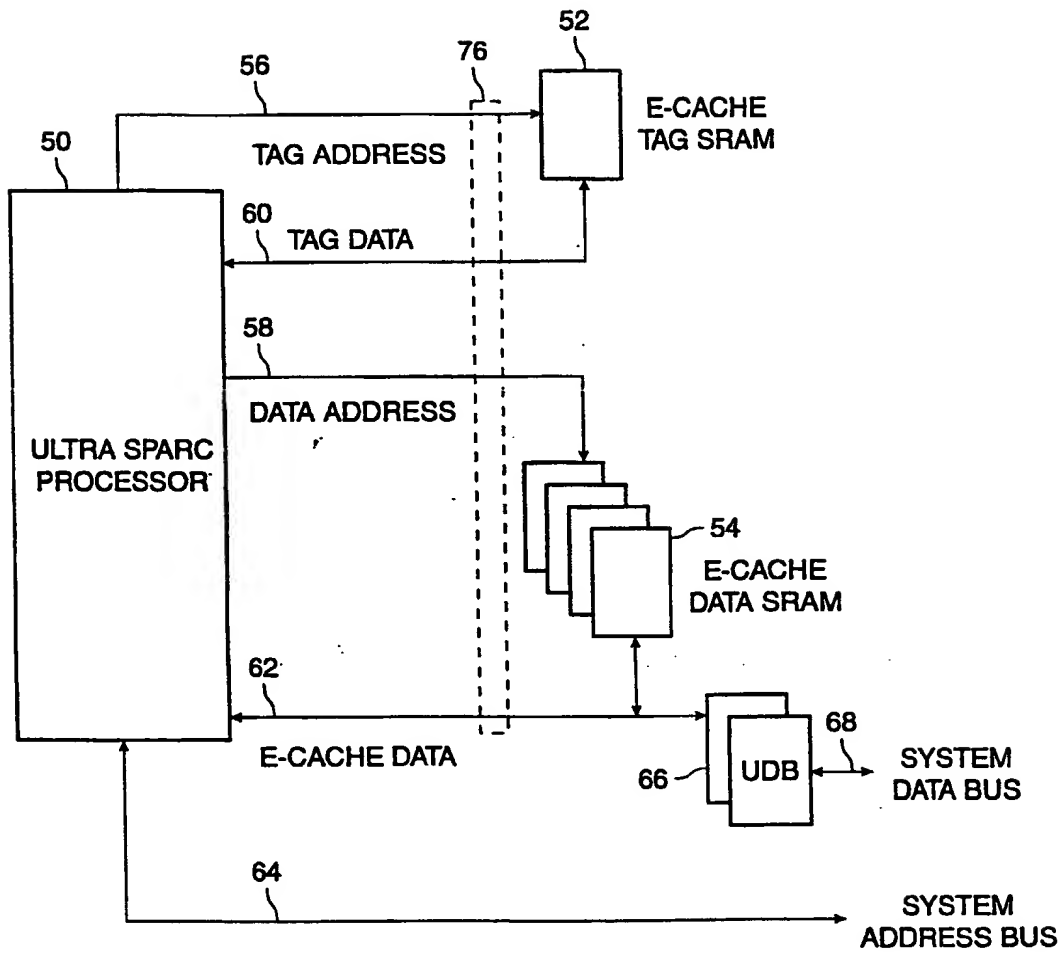 52
56
76
E-CACHE
TAG SRAM
50
TAG ADDRESS
60
TAG DATA
58
DATA ADDRESS
ULTRA SPARC
PROCESSOR
54
E-CACHE
DATA SRAM
62
E-CACHE DATA
66
UDB
68
SYSTEM
DATA BUS
64
SYSTEM
ADDRESS BUS